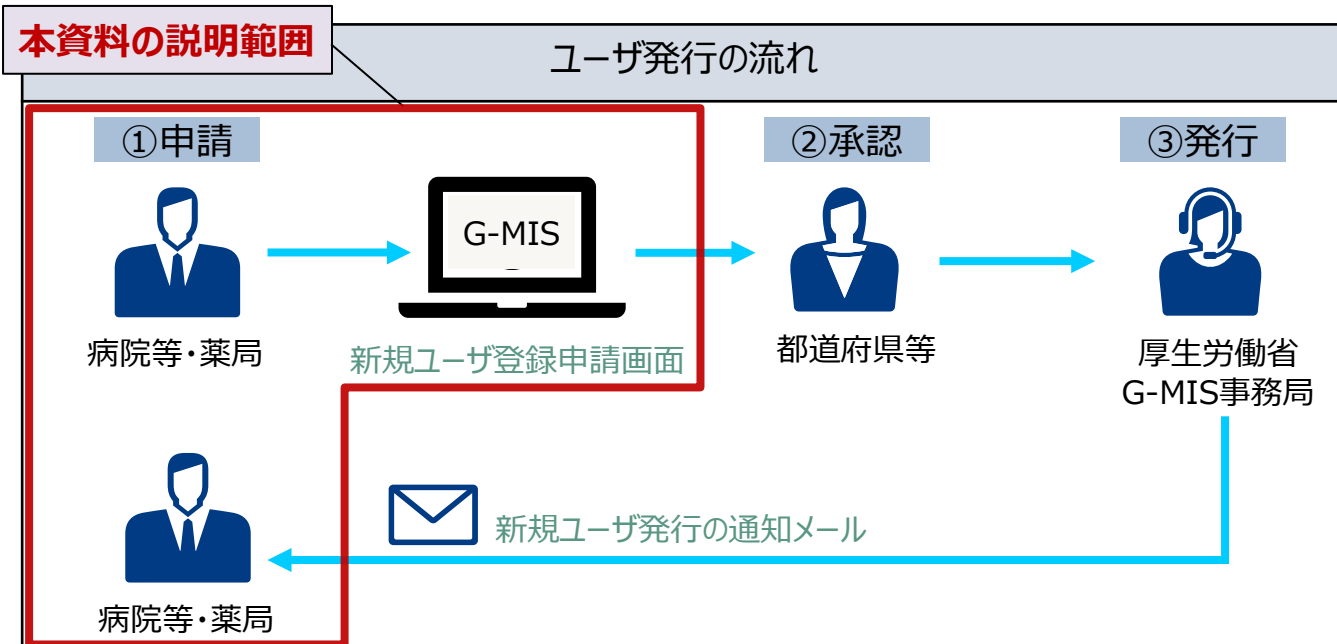 本資料の説明範囲
ユーザ発行の流れ
①申請
②承認
③発行
G-MIS
病院等・薬局
新規ユーザ登録申請画面
都道府県等
厚生労働省
G-MIS事務局
新規ユーザ発行の通知メール
病院等・薬局